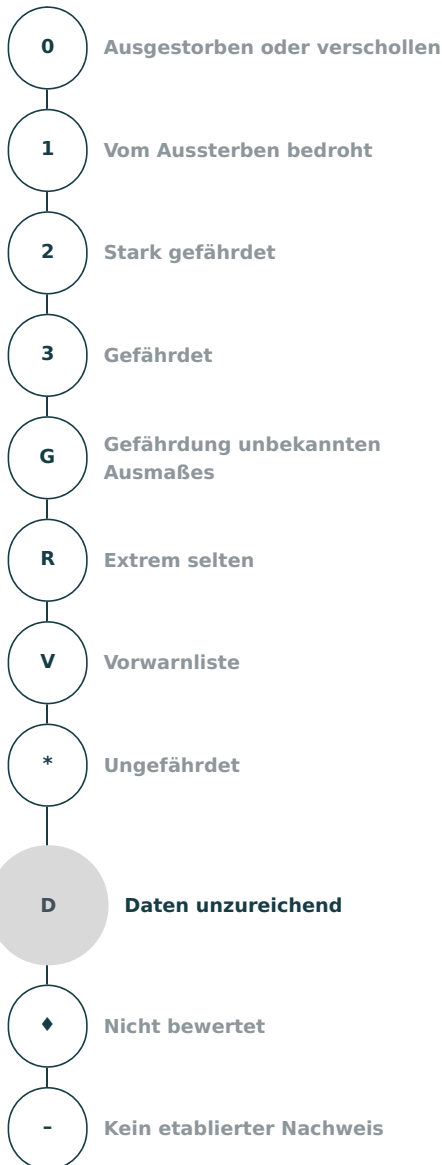 0 Ausgestorben oder verschollen
1 Vom Aussterben bedroht
2 Stark gefährdet
3 Gefährdet
G Gefährdung unbekannten
Ausmaßes
R Extrem selten
V Vorwarnliste
* Ungefährdet
D Daten unzureichend
♦ Nicht bewertet
– Kein etablierter Nachweis